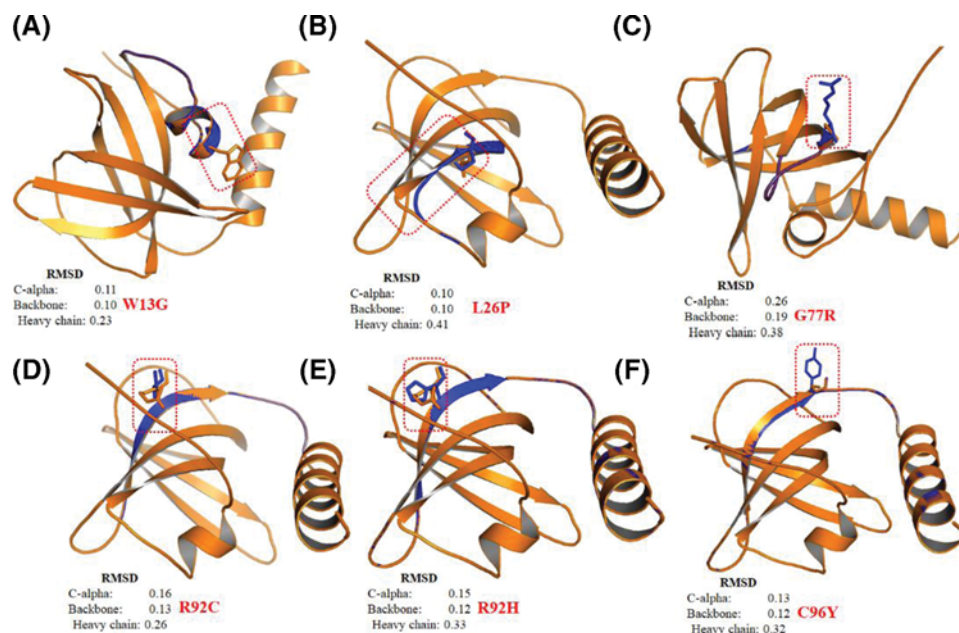 (A)
(B)
(C)
RMSD
C-alpha: 0.11
Backbone: 0.10 W13G
Heavy chain: 0.23
RMSD
C-alpha: 0.10
Backbone: 0.10 L26P
Heavy chain: 0.41
RMSD
C-alpha: 0.26
Backbone: 0.19 G77R
Heavy chain: 0.38
(D)
(E)
(F)
RMSD
C-alpha: 0.16
Backbone: 0.13 R92C
Heavy chain: 0.26
RMSD
C-alpha: 0.15
Backbone: 0.12 R92H
Heavy chain: 0.33
RMSD
C-alpha: 0.13
Backbone: 0.12 C96Y
Heavy chain: 0.32